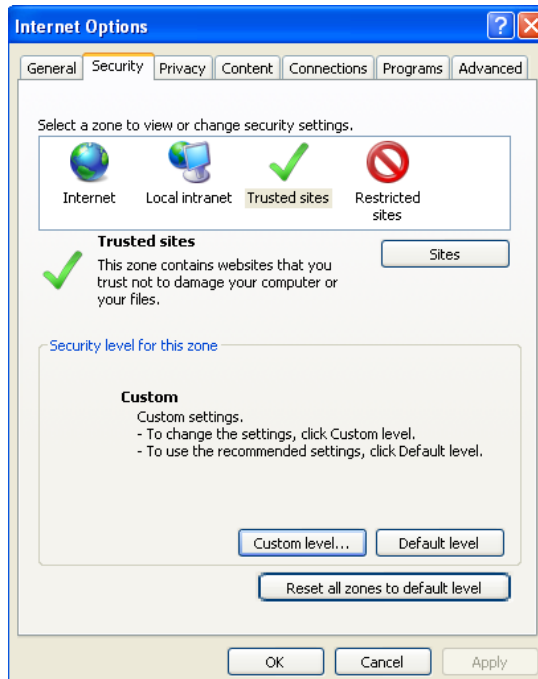 Internet Options
General Security Privacy Content Connections Programs Advanced
Select a zone to view or change security settings.
Internet Local intranet Trusted sites Restricted
sites
Trusted sites
Sites
This zone contains websites that you
trust not to damage your computer or
your files.
Security level for this zone
Custom
Custom settings.
- To change the settings, click Custom level.
- To use the recommended settings, click Default level.
Custom level... Default level
Reset all zones to default level
OK Cancel Apply